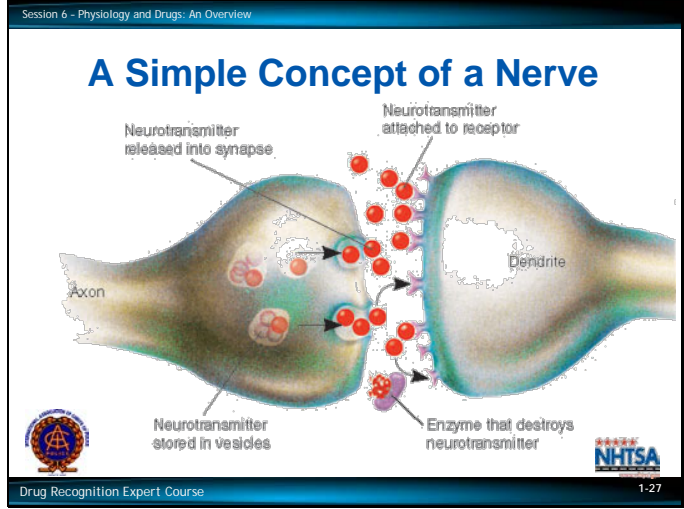 Session 6 - Physiology and Drugs: An Overview
A Simple Concept of a Nerve
Neurotransmitter
attached to receptor
Neurotransmitter
released into synapse
Dendrite
Axon
Neurotransmitter
stored in vesicles
Enzyme that destroys
neurotransmitter
POLICE
NHTSA
Drug Recognition Expert Course
1-27